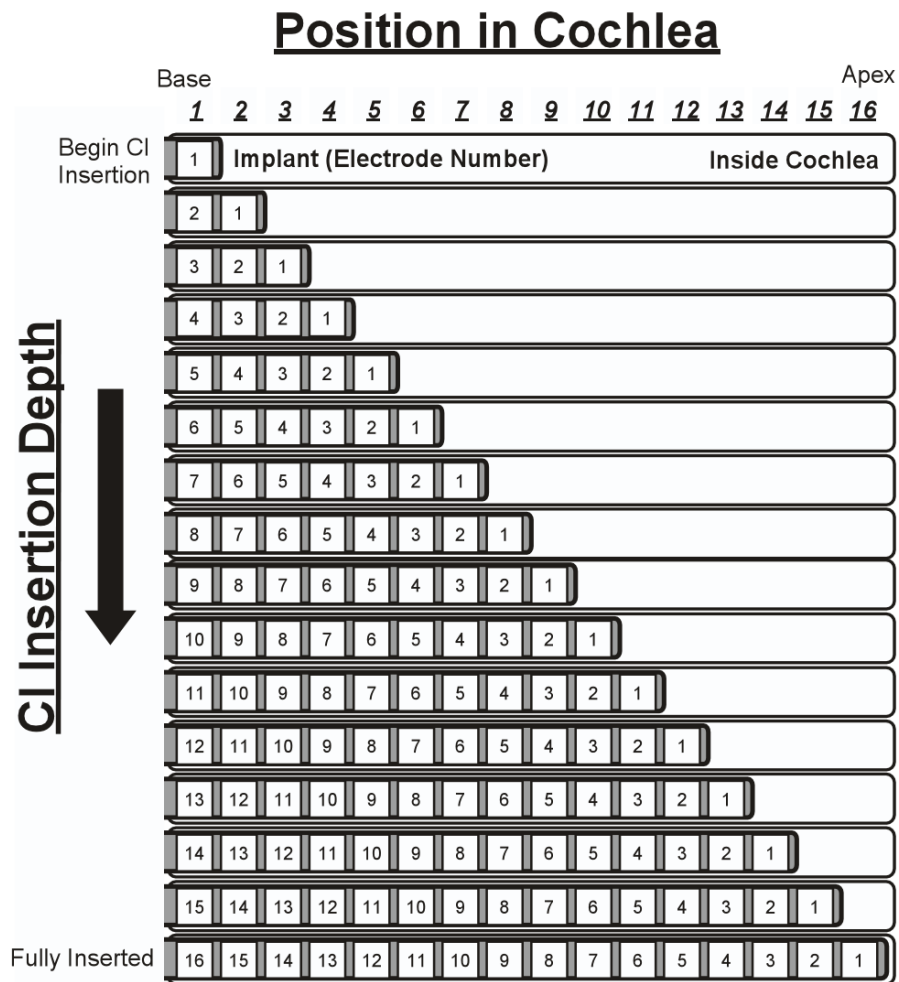 Position in Cochlea
Base Apex
1 2 3 4 5 6 7 8 9 10 11 12 13 14 15 16
Begin CI
Insertion
1 Implant (Electrode Number) Inside Cochlea
2 1
3 2 1
4 3 2 1
5 4 3 2 1
6 5 4 3 2 1
7 6 5 4 3 2 1
8 7 6 5 4 3 2 1
9 8 7 6 5 4 3 2 1
10 9 8 7 6 5 4 3 2 1
11 10 9 8 7 6 5 4 3 2 1
12 11 10 9 8 7 6 5 4 3 2 1
13 12 11 10 9 8 7 6 5 4 3 2 1
14 13 12 11 10 9 8 7 6 5 4 3 2 1
15 14 13 12 11 10 9 8 7 6 5 4 3 2 1
Fully Inserted 16 15 14 13 12 11 10 9 8 7 6 5 4 3 2 1
CI Insertion Depth